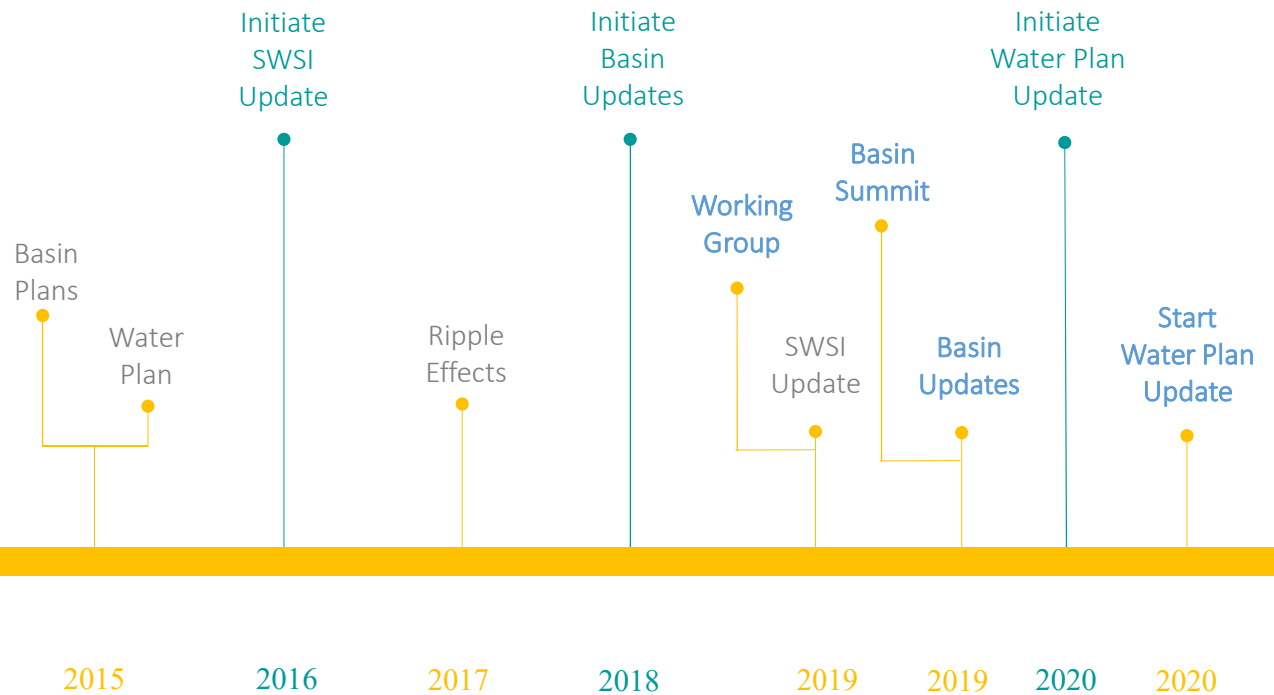 Initiate
SWSI
Update
Initiate
Basin
Updates
Initiate
Water Plan
Update
Basin
Summit
Working
Group
Basin
Plans
Water
Plan
Ripple
Effects
SWSI
Update
Basin
Updates
Start
Water Plan
Update
2015
2016
2017
2018
2019
2019
2020
2020